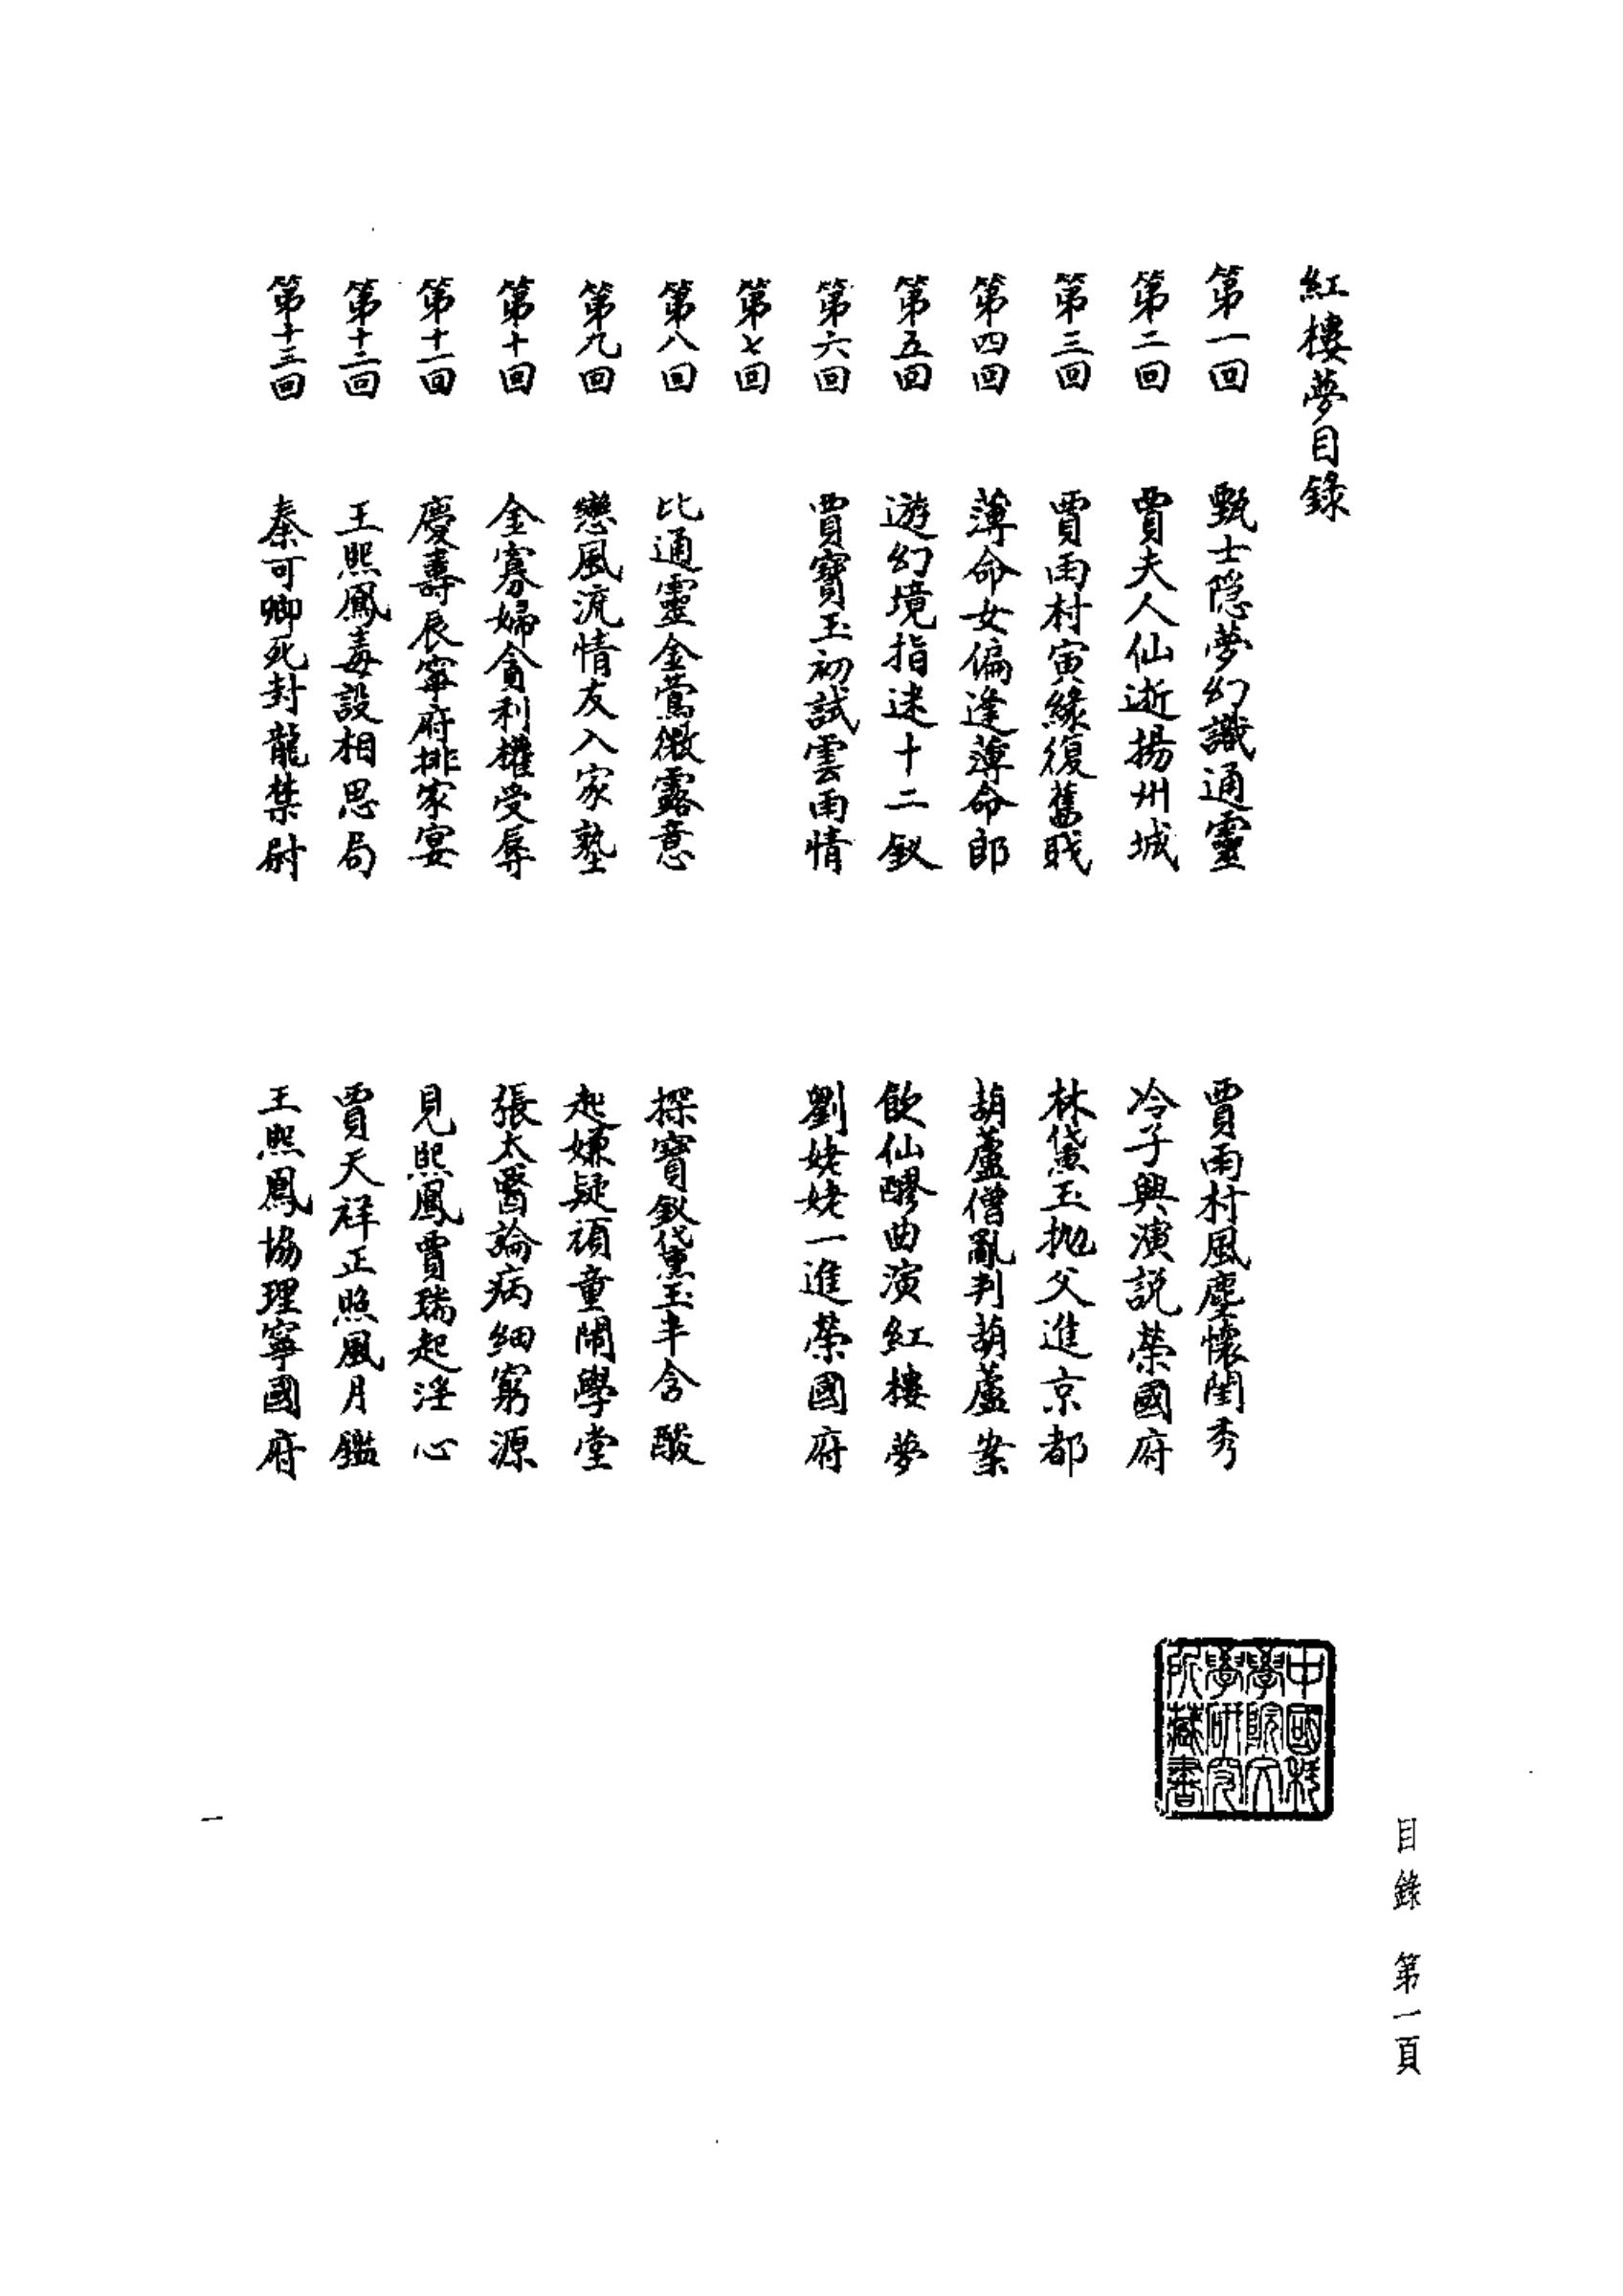 紅樓夢目錄
第一回 甄士隱夢幻識通靈 賈雨村風塵懷閨秀
第二回 賈夫人仙逝揚州城 冷子興演説榮國府
第三回 賈雨村寅緣復舊職 林黛玉抛父進京都
第四回 薄命女偏逢薄命郎 葫蘆僧亂判葫蘆案
第五回 遊幻境指迷十二釵 飲仙醪曲演紅樓夢
第六回 賈寶玉初試雲雨情 劉姥姥一進榮國府
第七回
第八回 比通靈金鶯微露意 探寶釵黛玉半含酸
第九回 戀風流情友入家塾 起嫌疑頑童鬧學堂
第十回 金寡婦貪利權受辱 張太醫論病細窮源
第十一回 慶壽辰寧府排家宴 見熙鳳賈瑞起淫心
第十二回 王熙鳳毒設相思局 賈天祥正照風月鑑
第十三回 秦可卿死封龍禁尉 王熙鳳協理寧國府
中國科
學院文
學研究
所藏書
目錄 第一頁
一